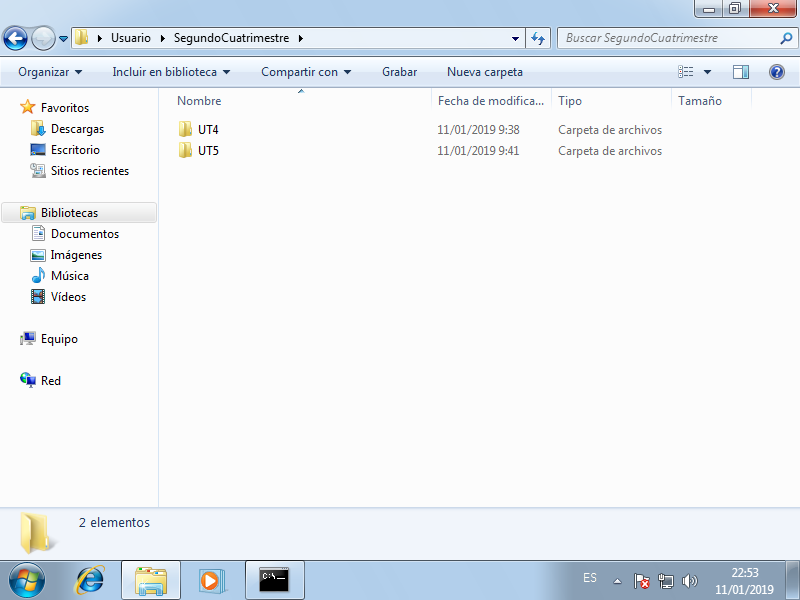 Usuario SegundoCuatrimestre
Buscar SegundoCuatrimestre
Organizar Incluir en biblioteca Compartir con Grabar Nueva carpeta
Nombre Fecha de modifica... Tipo Tamaño
UT4 11/01/2019 9:38 Carpeta de archivos
UT5 11/01/2019 9:41 Carpeta de archivos
Favoritos
Descargas
Escritorio
Sitios recientes
Bibliotecas
Documentos
Imágenes
Música
Vídeos
Equipo
Red
2 elementos
C:\._
ES
22:53
11/01/2019